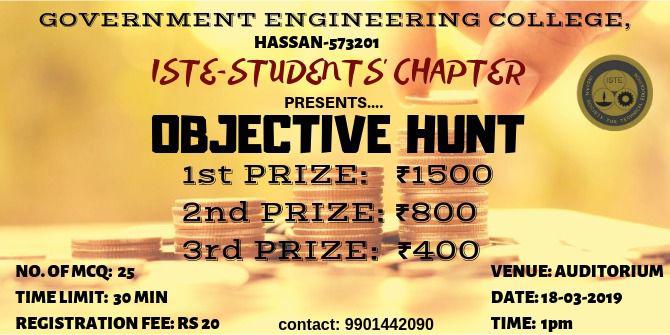 GOVERNMENT ENGINEERING COLLEGE,
HASSAN-573201
ISTE-STUDENTS' CHAPTER
PRESENTS....
OBJECTIVE HUNT
1st PRIZE: ₹1500
2nd PRIZE: ₹800
3rd PRIZE: ₹400
NO. OF MCQ: 25
TIME LIMIT: 30 MIN
REGISTRATION FEE: RS 20
contact: 9901442090
VENUE: AUDITORIUM
DATE: 18-03-2019
TIME: 1pm
ISTE